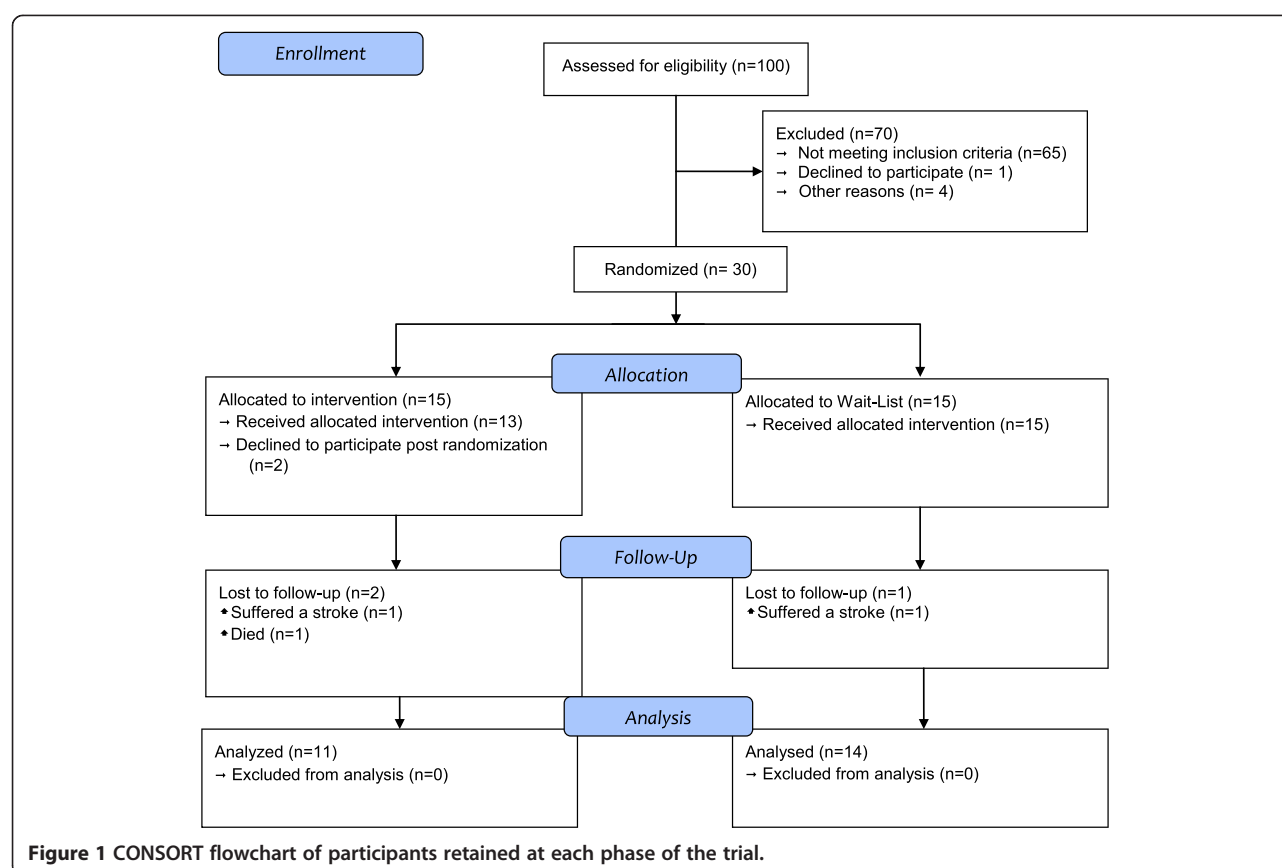 Enrollment
Assessed for eligibility (n=100)
Excluded (n=70)
→ Not meeting inclusion criteria (n=65)
→ Declined to participate (n= 1)
→ Other reasons (n= 4)
Randomized (n= 30)
Allocation
Allocated to intervention (n=15)
→ Received allocated intervention (n=13)
→ Declined to participate post randomization
(n=2)
Allocated to Wait-List (n=15)
→ Received allocated intervention (n=15)
Follow-Up
Lost to follow-up (n=2)
Suffered a stroke (n=1)
Died (n=1)
Lost to follow-up (n=1)
Suffered a stroke (n=1)
Analysis
Analyzed (n=11)
→ Excluded from analysis (n=0)
Analysed (n=14)
→ Excluded from analysis (n=0)
Figure 1 CONSORT flowchart of participants retained at each phase of the trial.